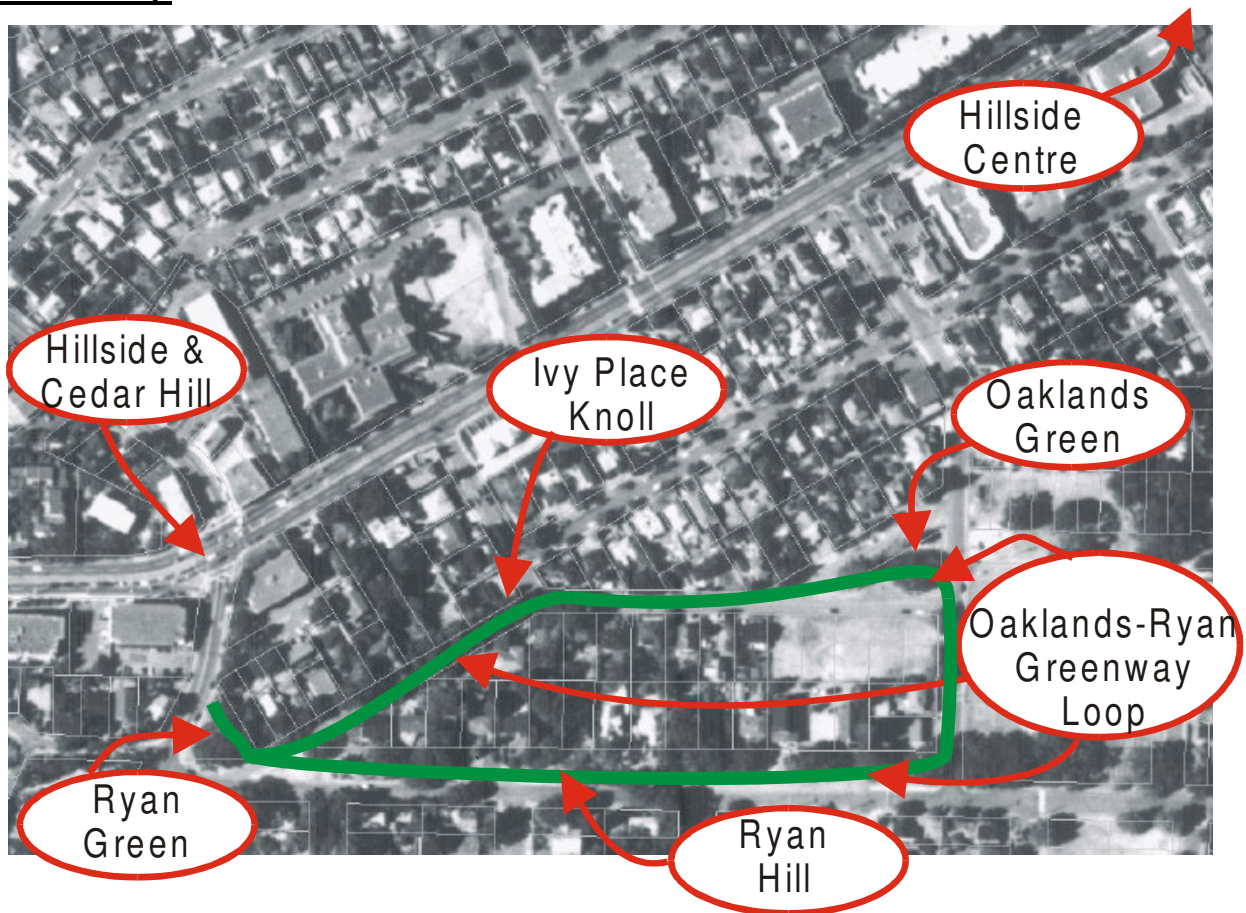 Hillside
Centre
Hillside &
Cedar Hill
Ivy Place
Knoll
Oaklands
Green
Oaklands-Ryan
Greenway
Loop
Ryan
Green
Ryan
Hill